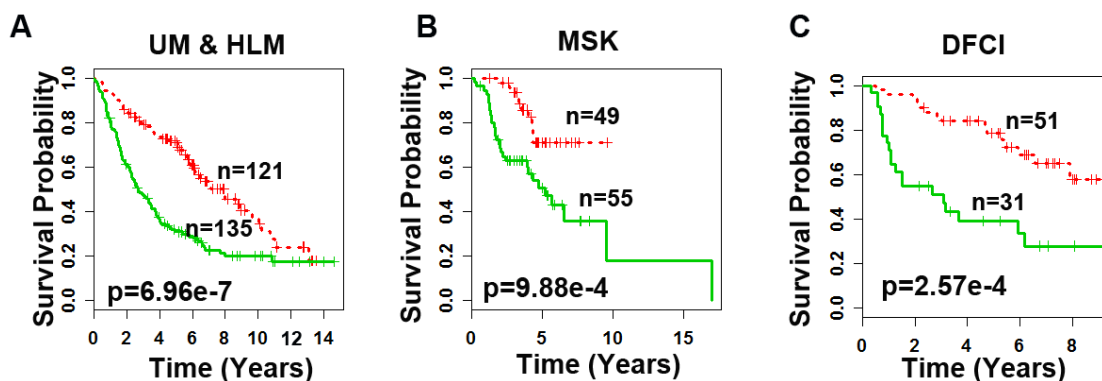 A
UM & HLM
Survival Probability
1.0
0.8
0.6
0.4
0.2
0.0
n=121
n=135
p=6.96e-7
0 2 4 6 8 10 12 14
Time (Years)
B
MSK
Survival Probability
1.0
0.8
0.6
0.4
0.2
0.0
n=49
n=55
p=9.88e-4
0 5 10 15
Time (Years)
C
DFCI
Survival Probability
1.0
0.8
0.6
0.4
0.2
0.0
n=51
n=31
p=2.57e-4
0 2 4 6 8
Time (Years)